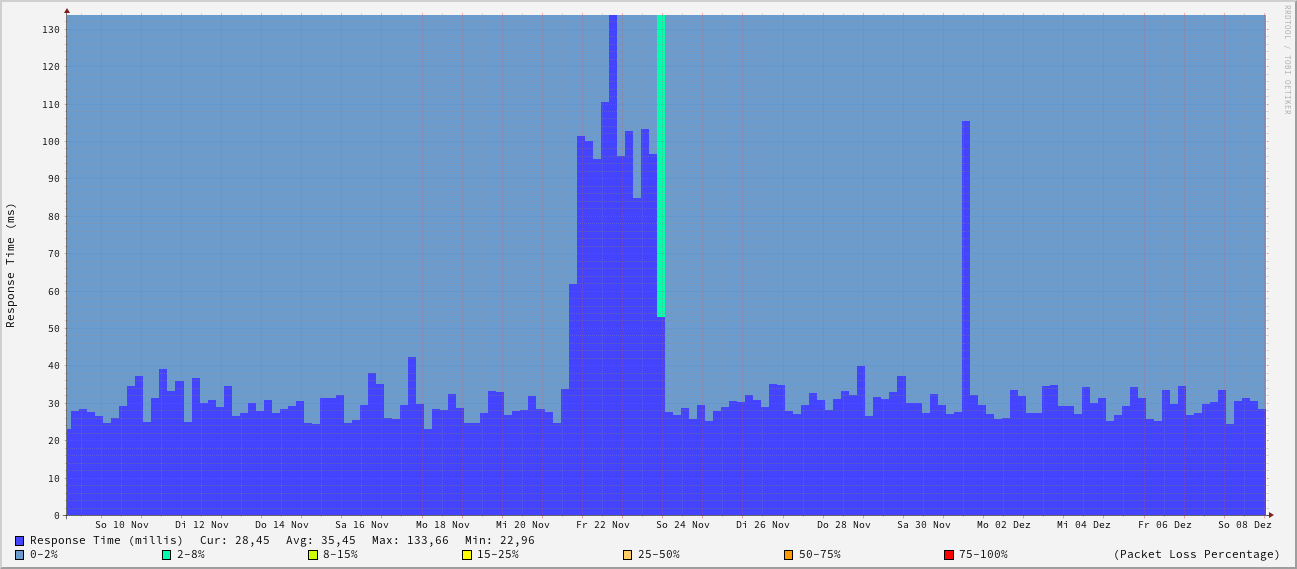 RRDTOOL / TOBI OETIKER
Response Time (ms)
130
120
110
100
90
80
70
60
50
40
30
20
10
0
So 10 Nov Di 12 Nov Do 14 Nov Sa 16 Nov Mo 18 Nov Mi 20 Nov Fr 22 Nov So 24 Nov Di 26 Nov Do 28 Nov Sa 30 Nov Mo 02 Dez Mi 04 Dez Fr 06 Dez So 08 Dez
Response Time (millis) Cur: 28,45 Avg: 35,45 Max: 133,66 Min: 22,96
0-2% 2-8% 8-15% 15-25% 25-50% 50-75% 75-100% (Packet Loss Percentage)